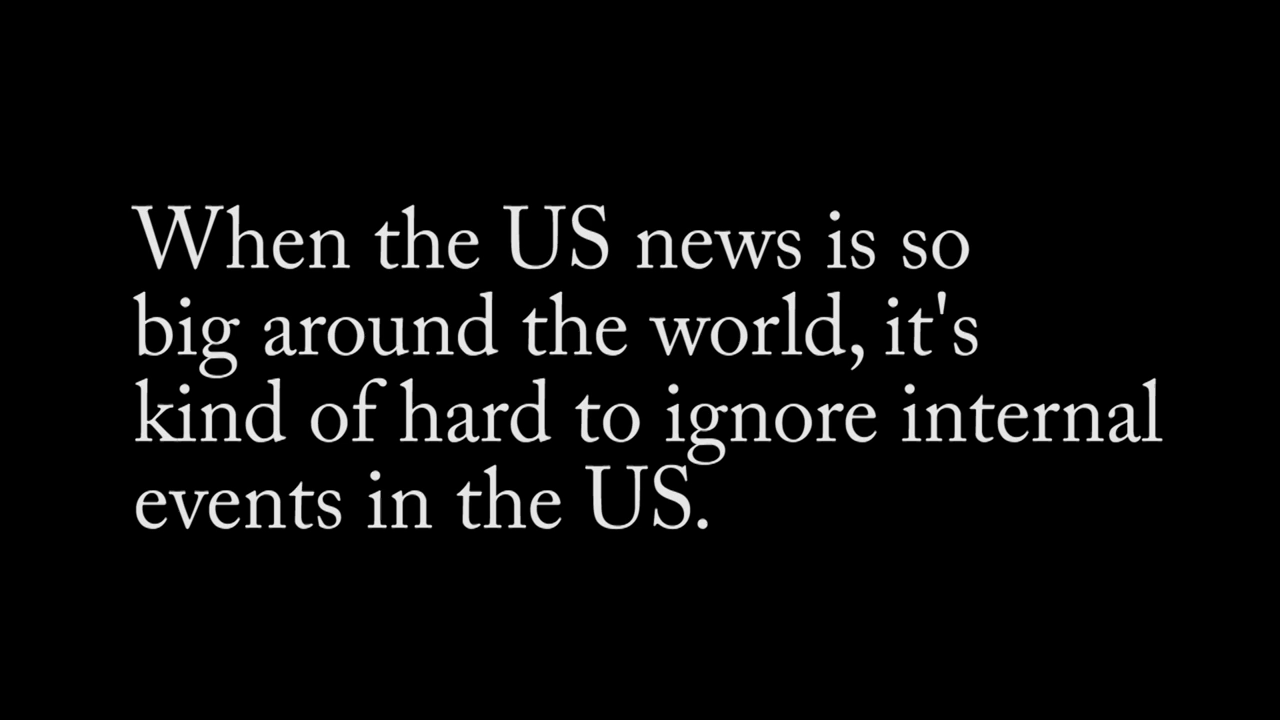 When the US news is so
big around the world, it's
kind of hard to ignore internal
events in the US.